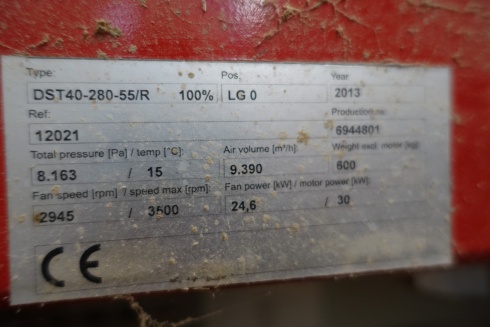 Type Pos Year
DST40-280-55/R 100% LG 0 2013
Ref: Production no:
12021 6944801
Total pressure [Pa] / temp [°C]: Air volume [m³/h]: Weight excl. motor [kg]
8.163 / 15 9.390 600
Fan speed [rpm] / speed max [rpm]: Fan power [kW] / motor power [kW]:
2945 / 3500 24,6 / 30
CE